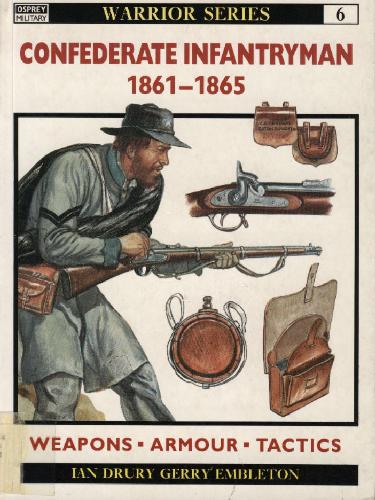 OSPREY
MILITARY
WARRIOR SERIES
6
CONFEDERATE INFANTRYMAN
1861–1865
WEAPONS ▪ ARMOUR ▪ TACTICS
IAN DRURY GERRY EMBLETON